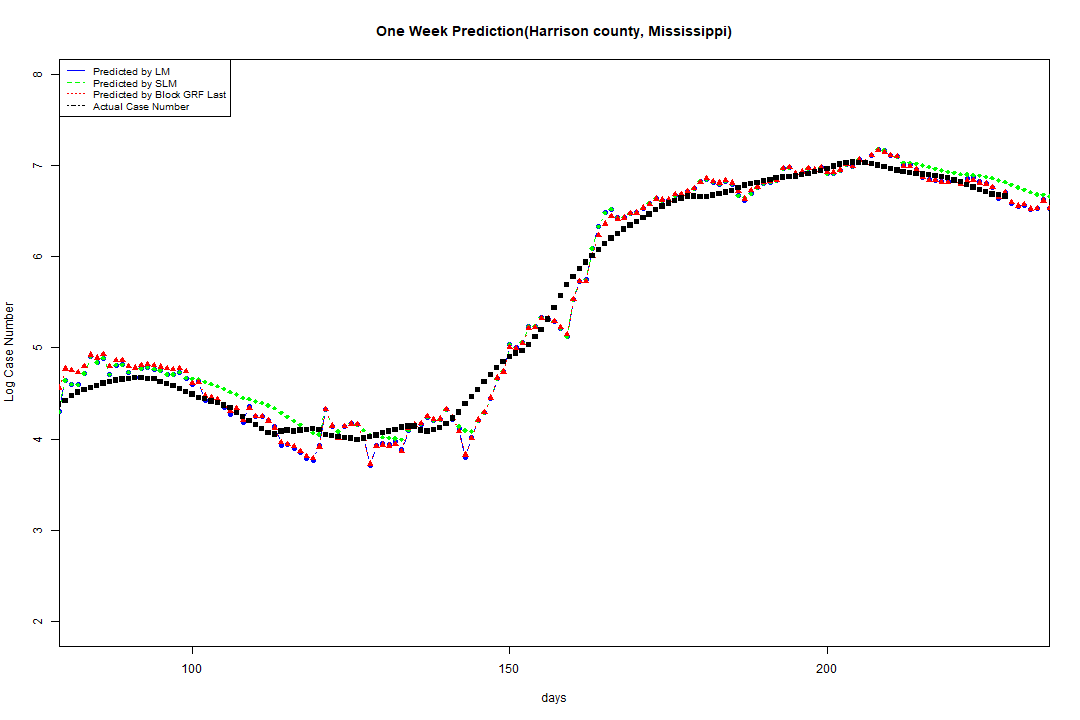 One Week Prediction(Harrison county, Mississippi)
Predicted by LM
Predicted by SLM
Predicted by Block GRF Last
Actual Case Number
8
7
6
5
4
3
2
Log Case Number
100
150
200
days